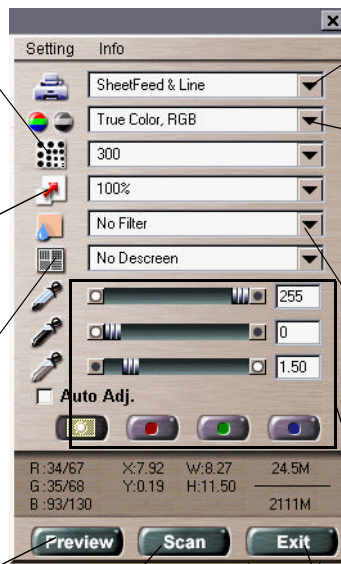 Setting Info
SheetFeed & Line
True Color, RGB
300
100%
No Filter
No Descreen
255
0
1.50
Auto Adj.
R :34/67 X:7.92 W:8.27 24.5M
G :35/68 Y:0.19 H:11.50
B :93/130 2111M
Preview Scan Exit